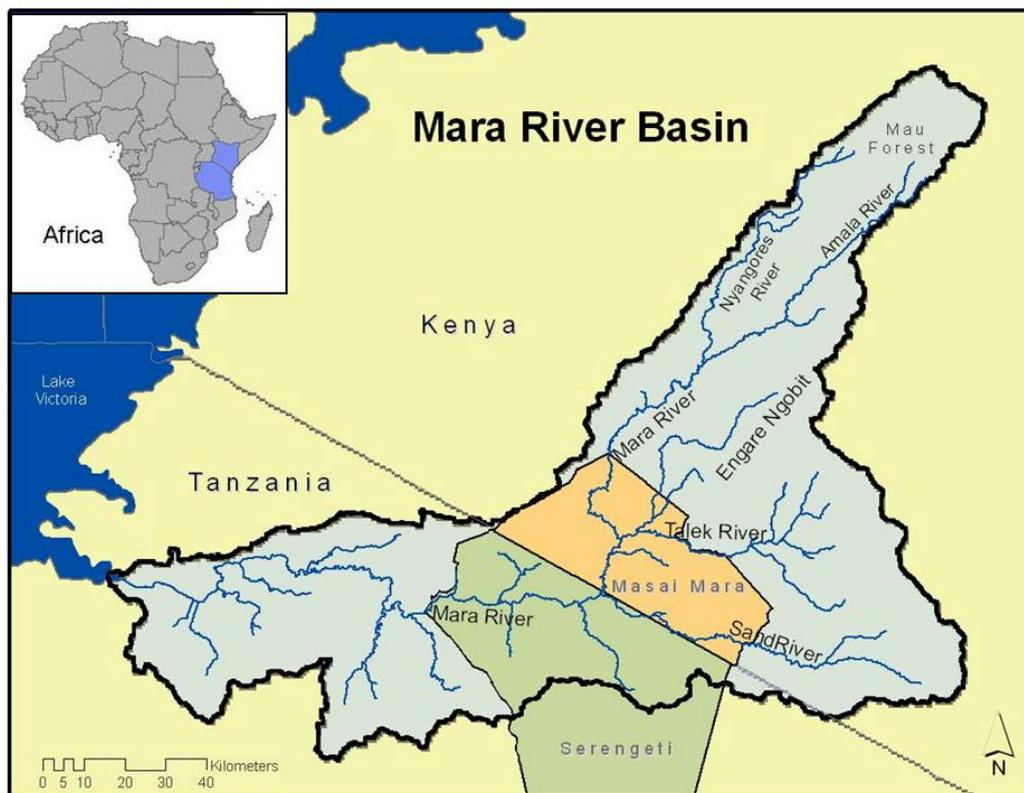 Mara River Basin
Africa
Mau
Forest
Amala River
Nyangores
River
Kenya
Lake
Victoria
Mara River
Engare Ngobit
Tanzania
Talek River
Masai Mara
Mara River
SandRiver
Serengeti
Kilometers
0 5 10 20 30 40
N